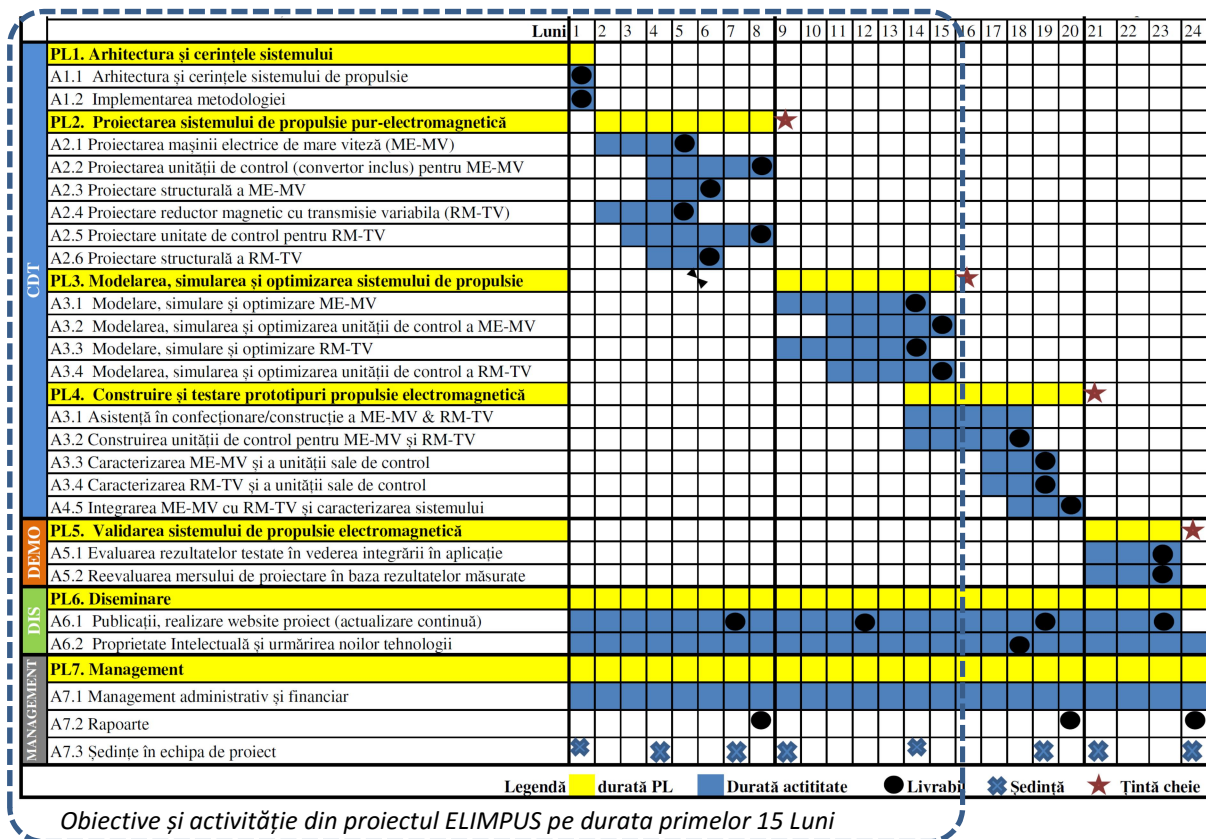 Luni 1 2 3 4 5 6 7 8 9 10 11 12 13 14 15 16 17 18 19 20 21 22 23 24
CDT
PL1. Arhitectura și cerințele sistemului
A1.1 Arhitectura și cerințele sistemului de propulsie
A1.2 Implementarea metodologiei
PL2. Proiectarea sistemului de propulsie pur-electromagnetică
A2.1 Proiectarea mașinii electrice de mare viteză (ME-MV)
A2.2 Proiectarea unității de control (convertor inclus) pentru ME-MV
A2.3 Proiectare structurală a ME-MV
A2.4 Proiectare reductor magnetic cu transmisie variabila (RM-TV)
A2.5 Proiectare unitate de control pentru RM-TV
A2.6 Proiectare structurală a RM-TV
PL3. Modelarea, simularea și optimizarea sistemului de propulsie
A3.1 Modelare, simulare și optimizare ME-MV
A3.2 Modelarea, simularea și optimizarea unității de control a ME-MV
A3.3 Modelare, simulare și optimizare RM-TV
A3.4 Modelarea, simularea și optimizarea unității de control a RM-TV
PL4. Construire și testare prototipuri propulsie electromagnetică
A3.1 Asistență în confecționare/construcție a ME-MV & RM-TV
A3.2 Construirea unității de control pentru ME-MV și RM-TV
A3.3 Caracterizarea ME-MV și a unității sale de control
A3.4 Caracterizarea RM-TV și a unității sale de control
A4.5 Integrarea ME-MV cu RM-TV și caracterizarea sistemului
DEMO
PL5. Validarea sistemului de propulsie electromagnetică
A5.1 Evaluarea rezultatelor testate în vederea integrării în aplicație
A5.2 Reevaluarea mersului de proiectare în baza rezultatelor măsurate
DIS
PL6. Diseminare
A6.1 Publicații, realizare website proiect (actualizare continuă)
A6.2 Proprietate Intelectuală și urmărirea noilor tehnologii
MANAGEMENT
PL7. Management
A7.1 Management administrativ și financiar
A7.2 Rapoarte
A7.3 Ședințe în echipa de proiect
Legendă durată PL Durată actititate Livrabil Ședință Țintă cheie
Obiective și activităție din proiectul ELIMPUS pe durata primelor 15 Luni